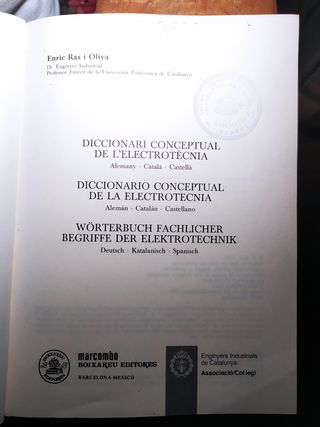 Enric Ras i Oliva
Dr. Enginyer Industrial
Professor Emèrit de la Universitat Politècnica de Catalunya
DICCIONARI CONCEPTUAL
DE L'ELECTROTÈCNIA
Alemany · Català · Castellà
DICCIONARIO CONCEPTUAL
DE LA ELECTROTECNIA
Alemán · Catalán · Castellano
WÖRTERBUCH FACHLICHER
BEGRIFFE DER ELEKTROTECHNIK
Deutsch · Katalanisch · Spanisch
marcombo
BOIXAREU EDITORES
BARCELONA-MEXICO
Enginyers Industrials
de Catalunya
Associació/Col·legi